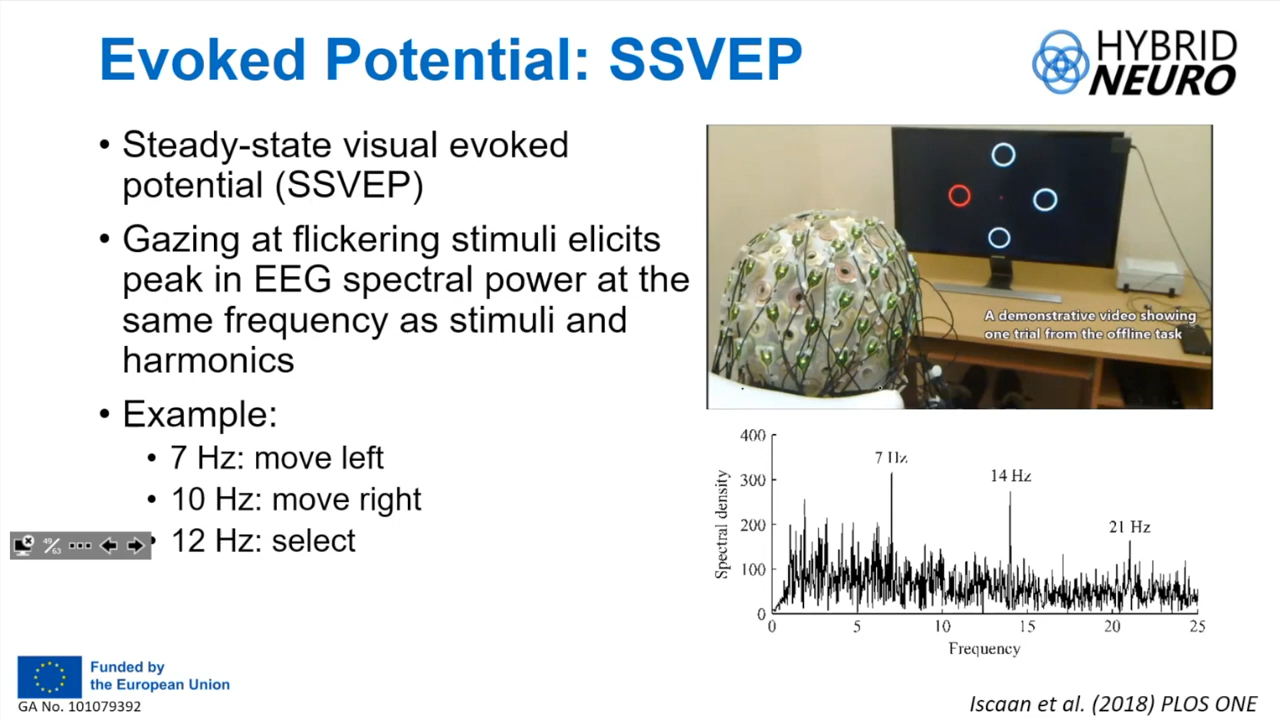 Evoked Potential: SSVEP
HYBRID
NEURO
• Steady-state visual evoked
potential (SSVEP)
• Gazing at flickering stimuli elicits
peak in EEG spectral power at the
same frequency as stimuli and
harmonics
• Example:
• 7 Hz: move left
• 10 Hz: move right
• 12 Hz: select
49/63
A demonstrative video showing
one trial from the offline task
400
300
200
100
0
Spectral density
7 Hz
14 Hz
21 Hz
0 5 10 15 20 25
Frequency
Funded by
the European Union
GA No. 101079392
Iscaan et al. (2018) PLOS ONE